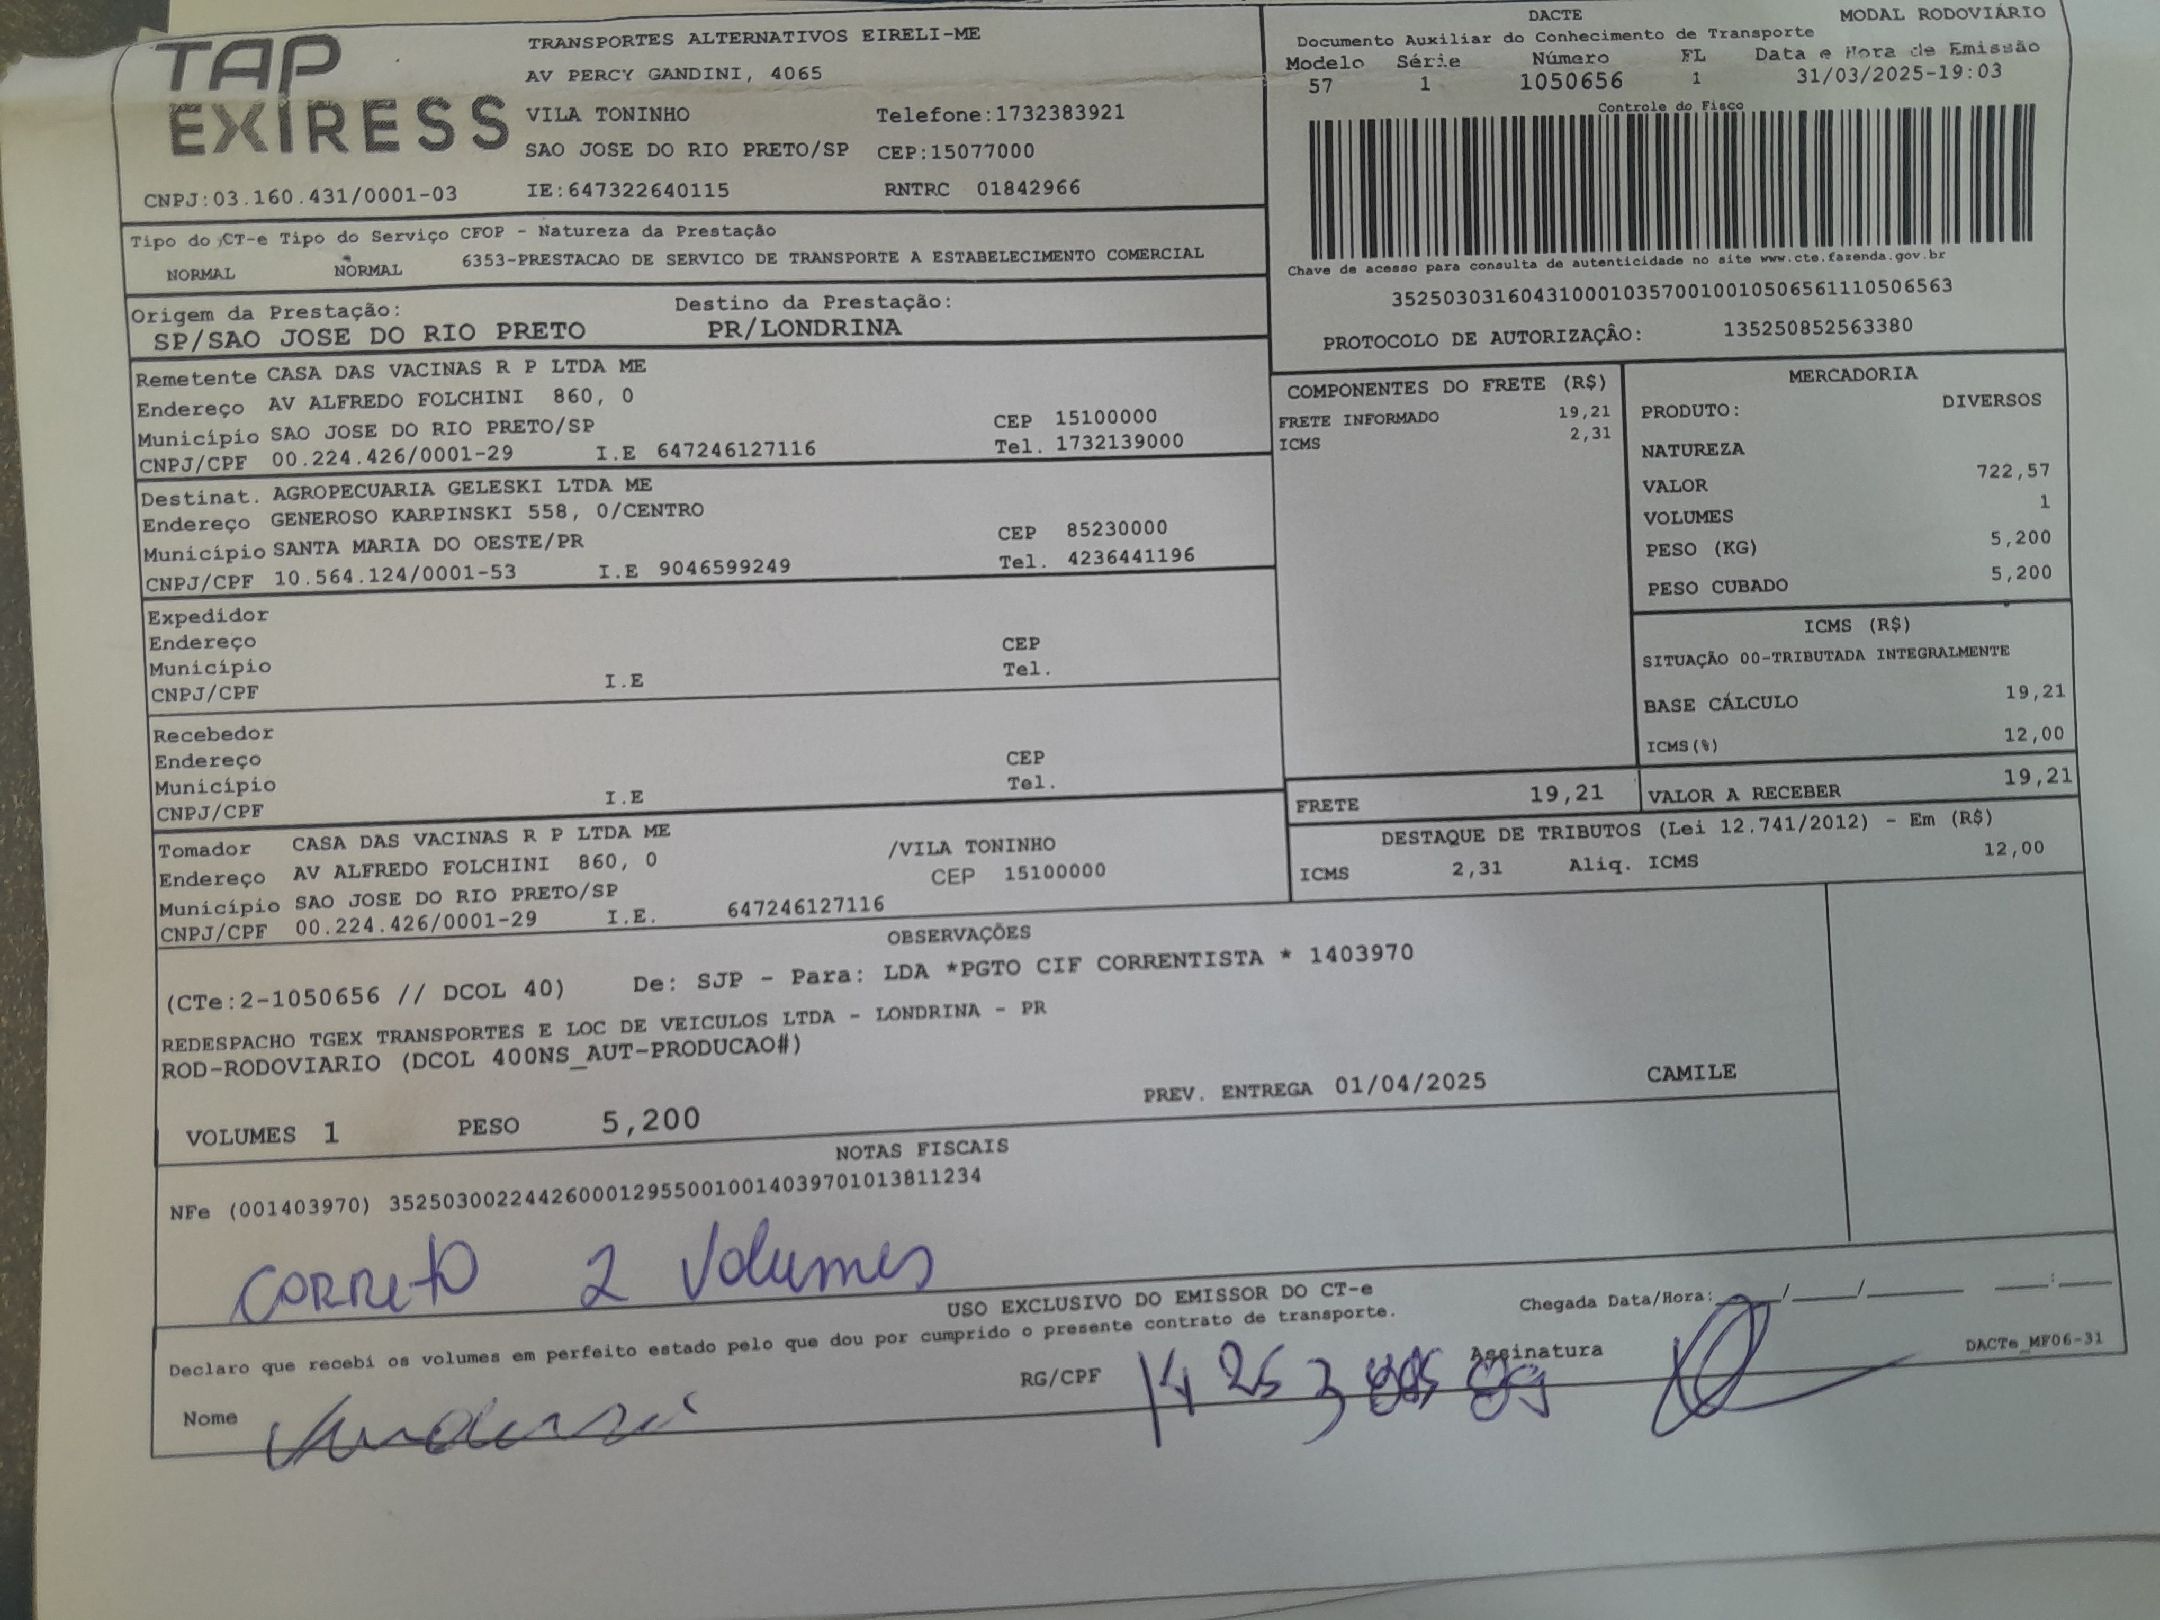 TAP
EXIRESS
TRANSPORTES ALTERNATIVOS EIRELI-ME
AV PERCY GANDINI, 4065
VILA TONINHO Telefone:1732383921
SAO JOSE DO RIO PRETO/SP CEP:15077000
CNPJ:03.160.431/0001-03 IE:647322640115 RNTRC 01842966
DACTE MODAL RODOVIÁRIO
Documento Auxiliar do Conhecimento de Transporte
Modelo Série Número FL Data e Hora de Emissão
57 1 1050656 1 31/03/2025-19:03
Controle do Fisco
Chave de acesso para consulta de autenticidade no site www.cte.fazenda.gov.br
35250303160431000103570010010506561110506563
PROTOCOLO DE AUTORIZAÇÂO: 135250852563380
Tipo do CT-e Tipo do Serviço CFOP - Natureza da Prestação
NORMAL NORMAL 6353-PRESTACAO DE SERVICO DE TRANSPORTE A ESTABELECIMENTO COMERCIAL
Origem da Prestação: Destino da Prestação:
SP/SAO JOSE DO RIO PRETO PR/LONDRINA
Remetente CASA DAS VACINAS R P LTDA ME
Endereço AV ALFREDO FOLCHINI 860, 0
Município SAO JOSE DO RIO PRETO/SP CEP 15100000
CNPJ/CPF 00.224.426/0001-29 I.E 647246127116 Tel. 1732139000
Destinat. AGROPECUARIA GELESKI LTDA ME
Endereço GENEROSO KARPINSKI 558, 0/CENTRO
Município SANTA MARIA DO OESTE/PR CEP 85230000
CNPJ/CPF 10.564.124/0001-53 I.E 9046599249 Tel. 4236441196
Expedidor
Endereço CEP
Município Tel.
CNPJ/CPF I.E
Recebedor
Endereço CEP
Município Tel.
CNPJ/CPF I.E
Tomador CASA DAS VACINAS R P LTDA ME
Endereço AV ALFREDO FOLCHINI 860, 0 /VILA TONINHO
Município SAO JOSE DO RIO PRETO/SP CEP 15100000
CNPJ/CPF 00.224.426/0001-29 I.E. 647246127116
COMPONENTES DO FRETE (R$)
FRETE INFORMADO 19,21
ICMS 2,31
MERCADORIA
PRODUTO: DIVERSOS
NATUREZA
VALOR 722,57
VOLUMES 1
PESO (KG) 5,200
PESO CUBADO 5,200
ICMS (R$)
SITUAÇÃO 00-TRIBUTADA INTEGRALMENTE
BASE CÁLCULO 19,21
ICMS(%) 12,00
FRETE 19,21 VALOR A RECEBER 19,21
DESTAQUE DE TRIBUTOS (Lei 12.741/2012) - Em (R$)
ICMS 2,31 Aliq. ICMS 12,00
OBSERVAÇÕES
(CTe:2-1050656 // DCOL 40) De: SJP - Para: LDA *PGTO CIF CORRENTISTA * 1403970
REDESPACHO TGEX TRANSPORTES E LOC DE VEICULOS LTDA - LONDRINA - PR
ROD-RODOVIARIO (DCOL 400NS_AUT-PRODUCAO#)
PREV. ENTREGA 01/04/2025 CAMILE
VOLUMES 1 PESO 5,200
NOTAS FISCAIS
NFe (001403970) 35250300224426000129550010014039701013811234
CORRETO 2 Volumes
USO EXCLUSIVO DO EMISSOR DO CT-e
Declaro que recebi os volumes em perfeito estado pelo que dou por cumprido o presente contrato de transporte.
Chegada Data/Hora:____/____/______ ___:___
Nome RG/CPF Assinatura DACTe_MF06-31